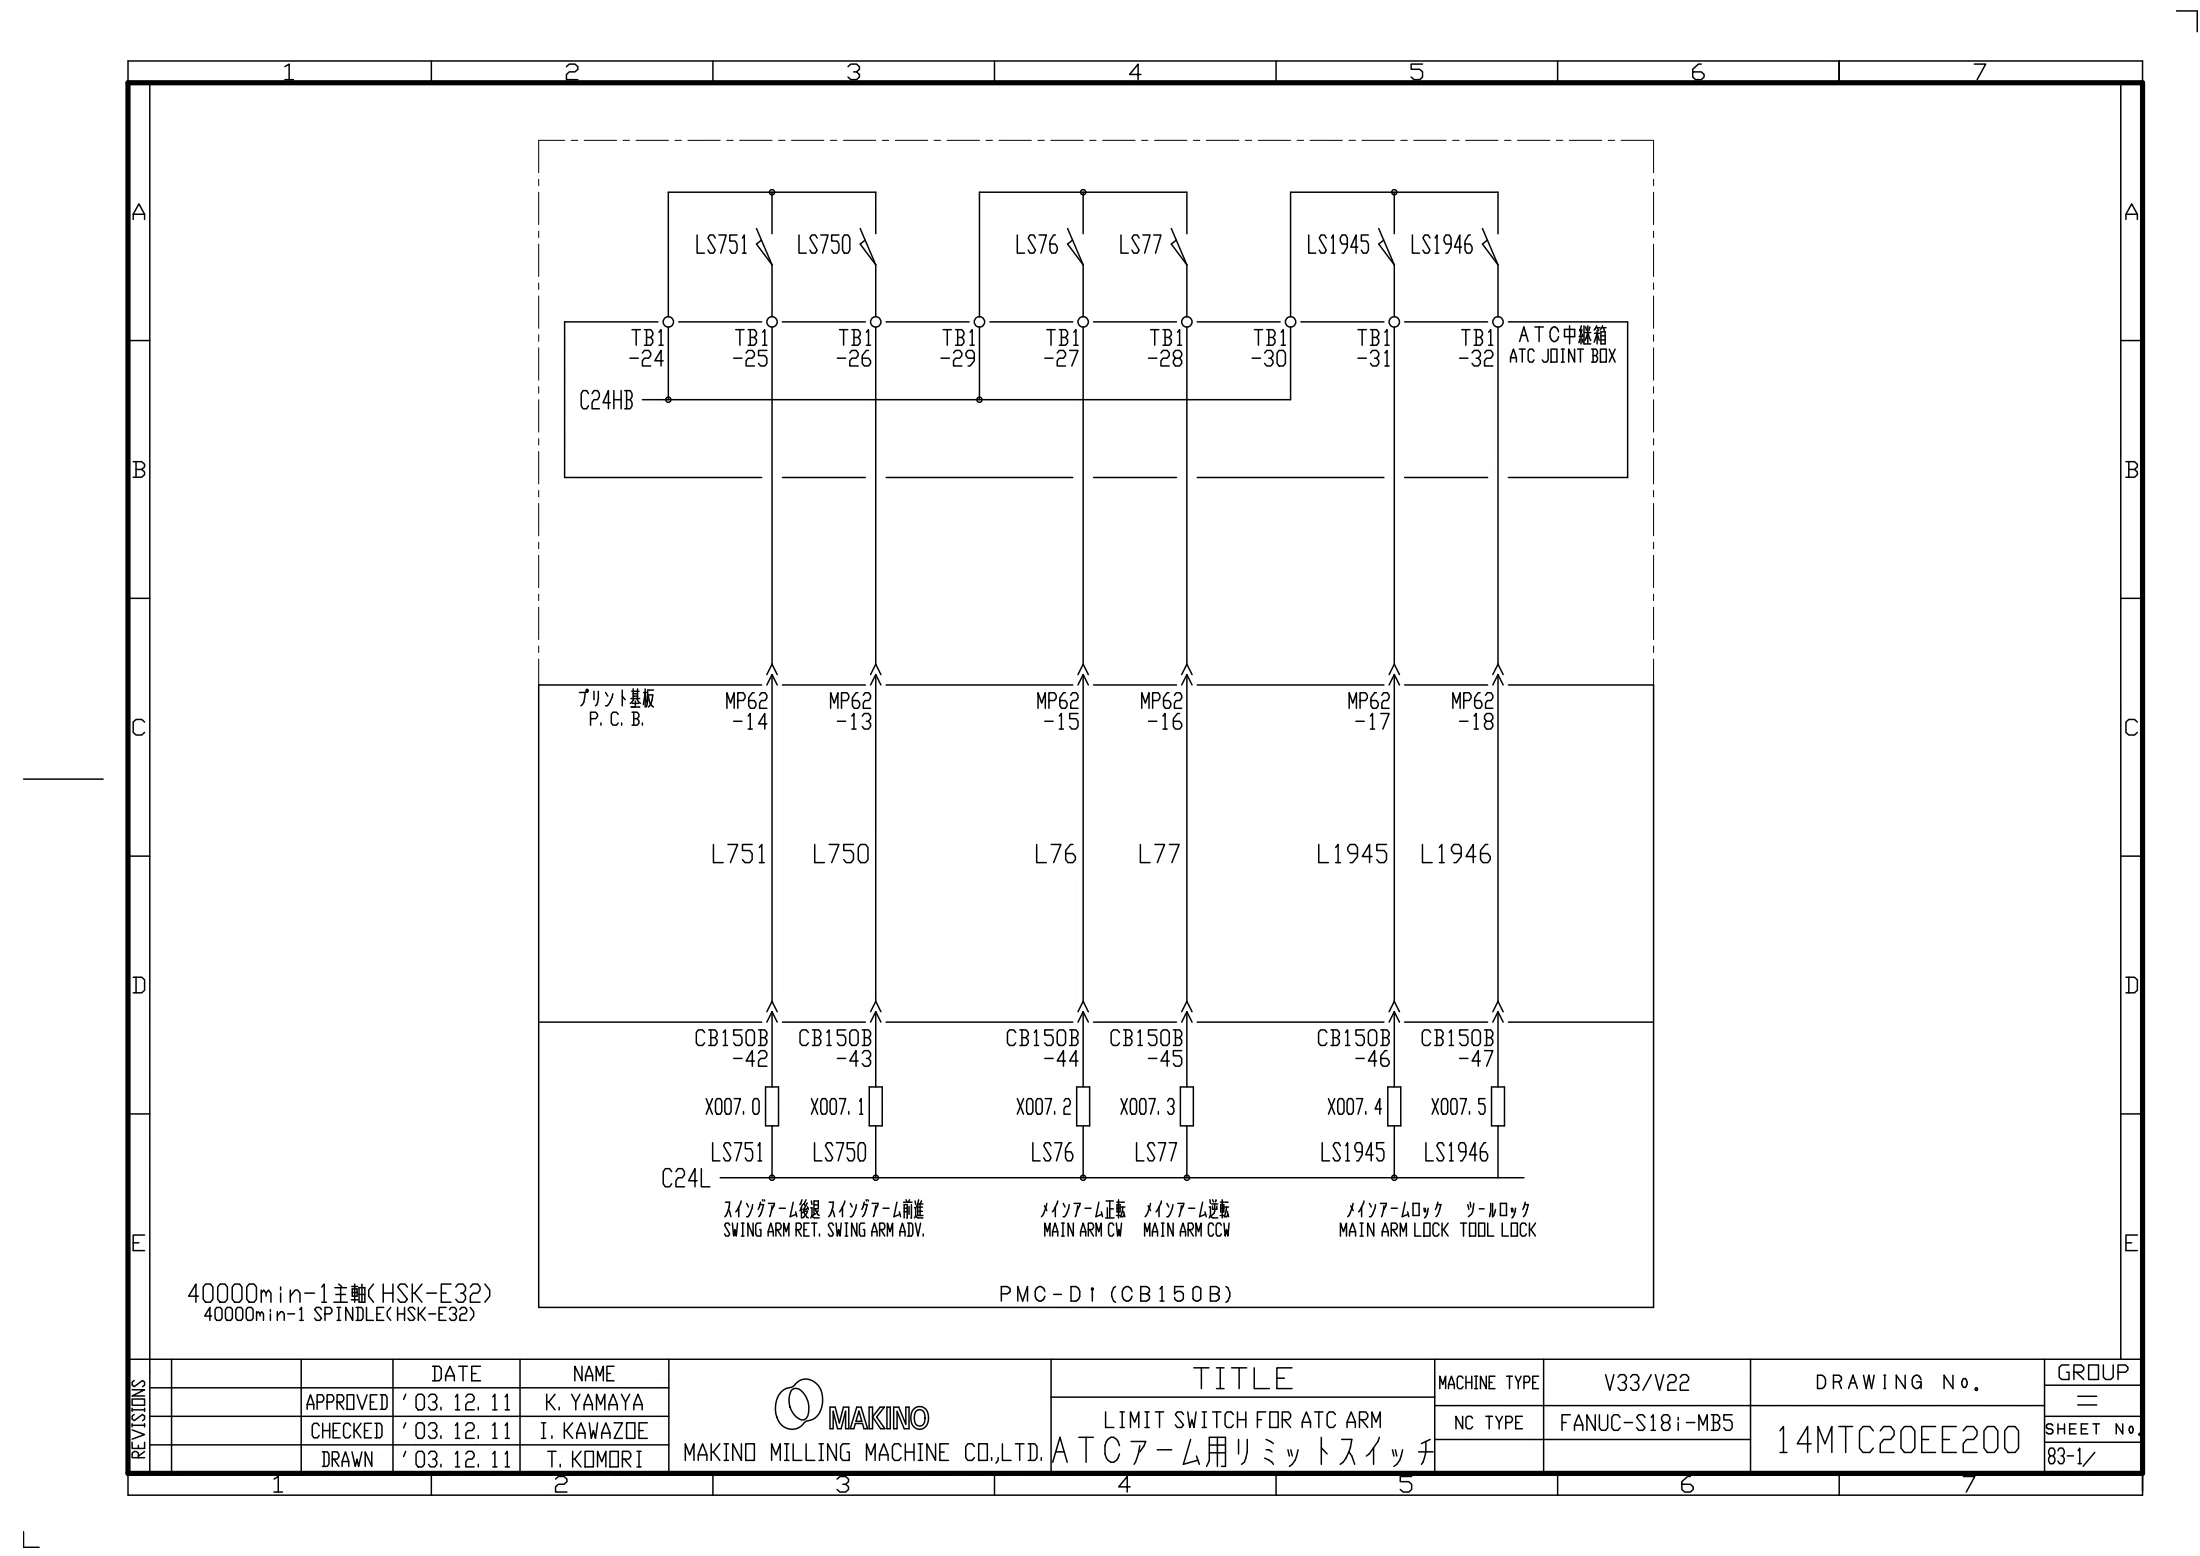 1 2 3 4 5 6 7
A A
LS751 LS750 LS76 LS77 LS1945 LS1946
TB1 TB1 TB1 TB1 TB1 TB1 TB1 TB1 TB1 ATC中継箱
-24 -25 -26 -29 -27 -28 -30 -31 -32 ATC JOINT BOX
C24HB
B B
プリント基板 MP62 MP62 MP62 MP62 MP62 MP62
P. C. B. -14 -13 -15 -16 -17 -18
C C
L751 L750 L76 L77 L1945 L1946
D D
CB150B CB150B CB150B CB150B CB150B CB150B
-42 -43 -44 -45 -46 -47
X007.0 X007.1 X007.2 X007.3 X007.4 X007.5
LS751 LS750 LS76 LS77 LS1945 LS1946
C24L
スイングアーム後退 スイングアーム前進 メインアーム正転 メインアーム逆転 メインアームロック ツールロック
SWING ARM RET. SWING ARM ADV. MAIN ARM CW MAIN ARM CCW MAIN ARM LOCK TOOL LOCK
E E
40000min-1主軸(HSK-E32) PMC-D1(CB150B)
40000min-1 SPINDLE(HSK-E32)
REVISIONS
DATE NAME
APPROVED '03.12.11 K. YAMAYA
CHECKED '03.12.11 I. KAWAZOE
DRAWN '03.12.11 T. KOMORI
MAKINO
MAKINO MILLING MACHINE CO.,LTD.
TITLE
LIMIT SWITCH FOR ATC ARM
ATCアーム用リミットスイッチ
MACHINE TYPE V33/V22
NC TYPE FANUC-S18i-MB5
DRAWING No.
14MTC20EE200
GROUP
=
SHEET No.
83-1/
1 2 3 4 5 6 7